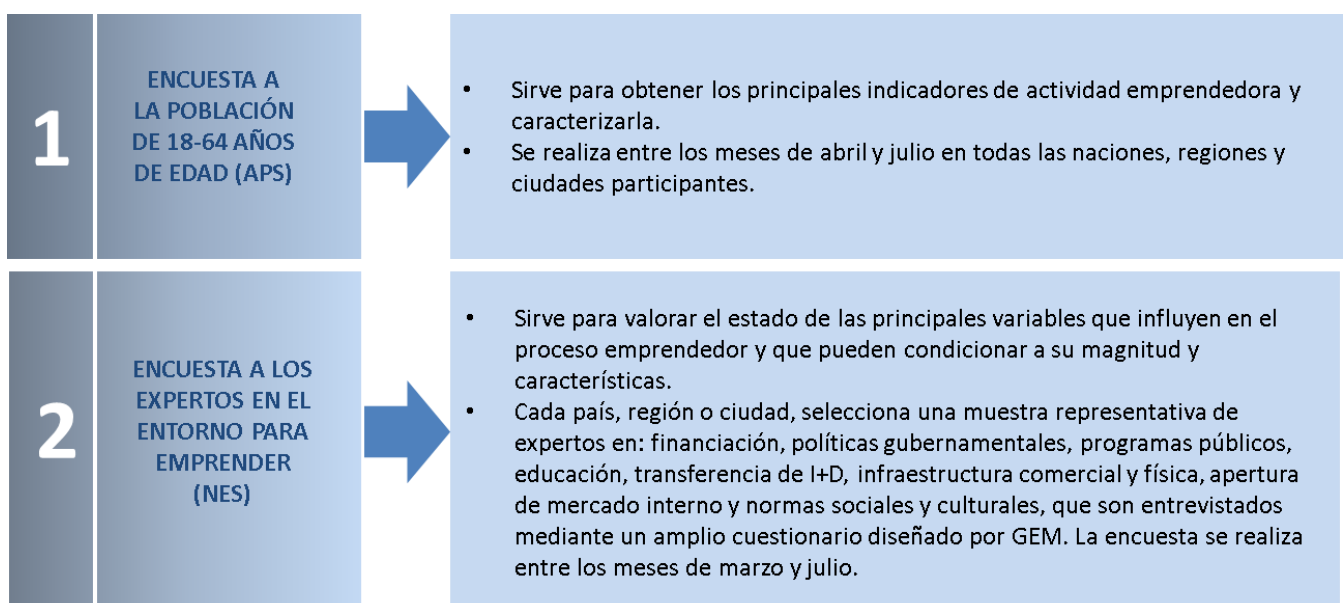 1
ENCUESTA A
LA POBLACIÓN
DE 18-64 AÑOS
DE EDAD (APS)
• Sirve para obtener los principales indicadores de actividad emprendedora y
caracterizarla.
• Se realiza entre los meses de abril y julio en todas las naciones, regiones y
ciudades participantes.
2
ENCUESTA A LOS
EXPERTOS EN EL
ENTORNO PARA
EMPRENDER
(NES)
• Sirve para valorar el estado de las principales variables que influyen en el
proceso emprendedor y que pueden condicionar a su magnitud y
características.
• Cada país, región o ciudad, selecciona una muestra representativa de
expertos en: financiación, políticas gubernamentales, programas públicos,
educación, transferencia de I+D, infraestructura comercial y física, apertura
de mercado interno y normas sociales y culturales, que son entrevistados
mediante un amplio cuestionario diseñado por GEM. La encuesta se realiza
entre los meses de marzo y julio.